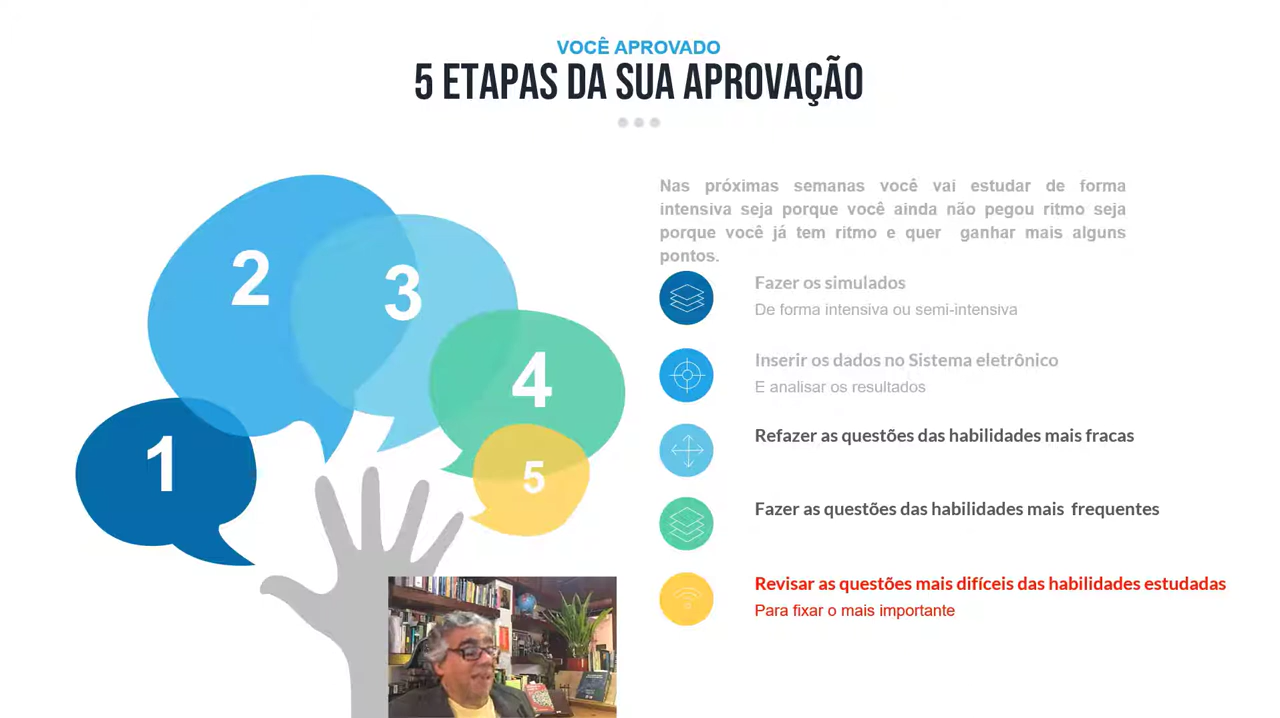 VOCÊ APROVADO
5 ETAPAS DA SUA APROVAÇÃO
Nas próximas semanas você vai estudar de forma
intensiva seja porque você ainda não pegou ritmo seja
porque você já tem ritmo e quer ganhar mais alguns
pontos.
1
2
3
4
5
Fazer os simulados
De forma intensiva ou semi-intensiva
Inserir os dados no Sistema eletrônico
E analisar os resultados
Refazer as questões das habilidades mais fracas
Fazer as questões das habilidades mais frequentes
Revisar as questões mais difíceis das habilidades estudadas
Para fixar o mais importante